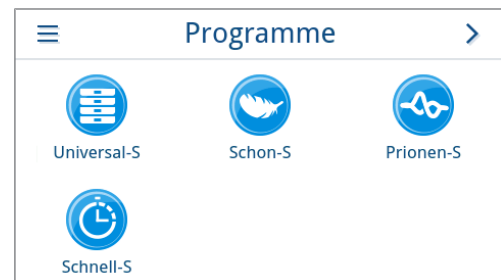 Programme
Universal-S
Schon-S
Prionen-S
Schnell-S